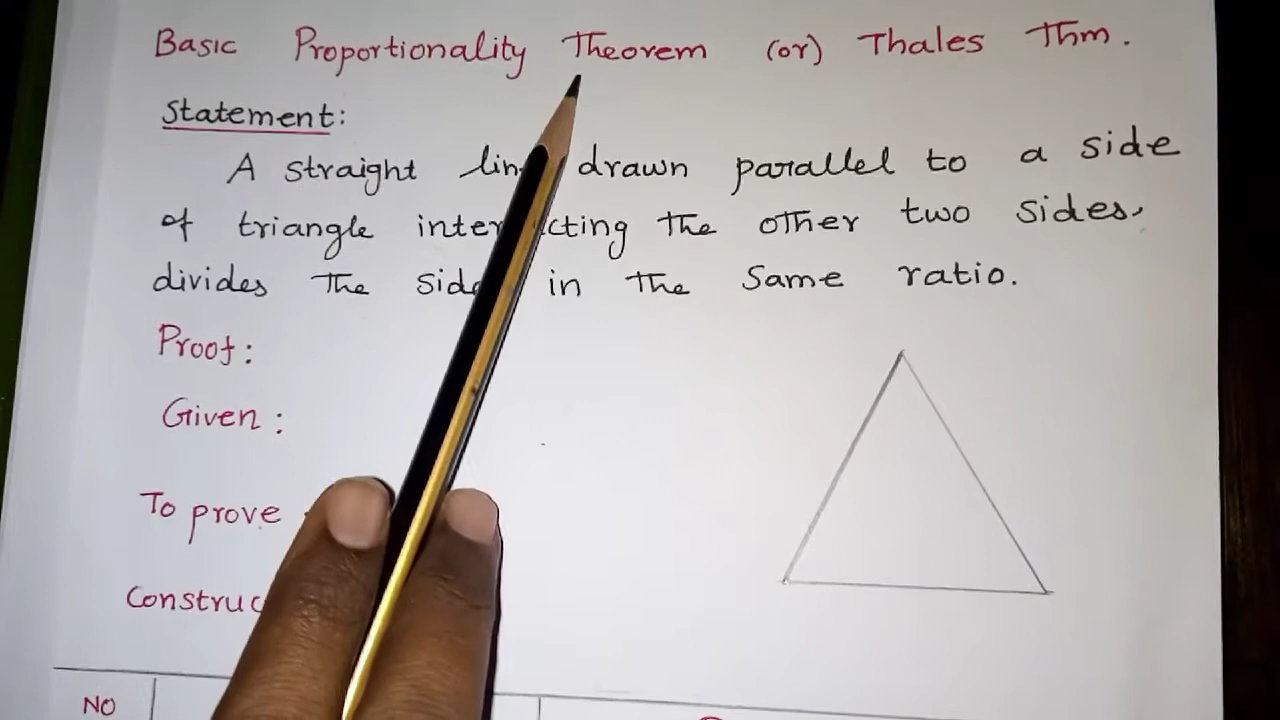 Basic Proportionality Theorem (or) Thales Thm.
Statement:
A straight drawn parallel to a side
of triangle the other two sides,
divides the in the same ratio.
Proof:
Given:
To prove
NO